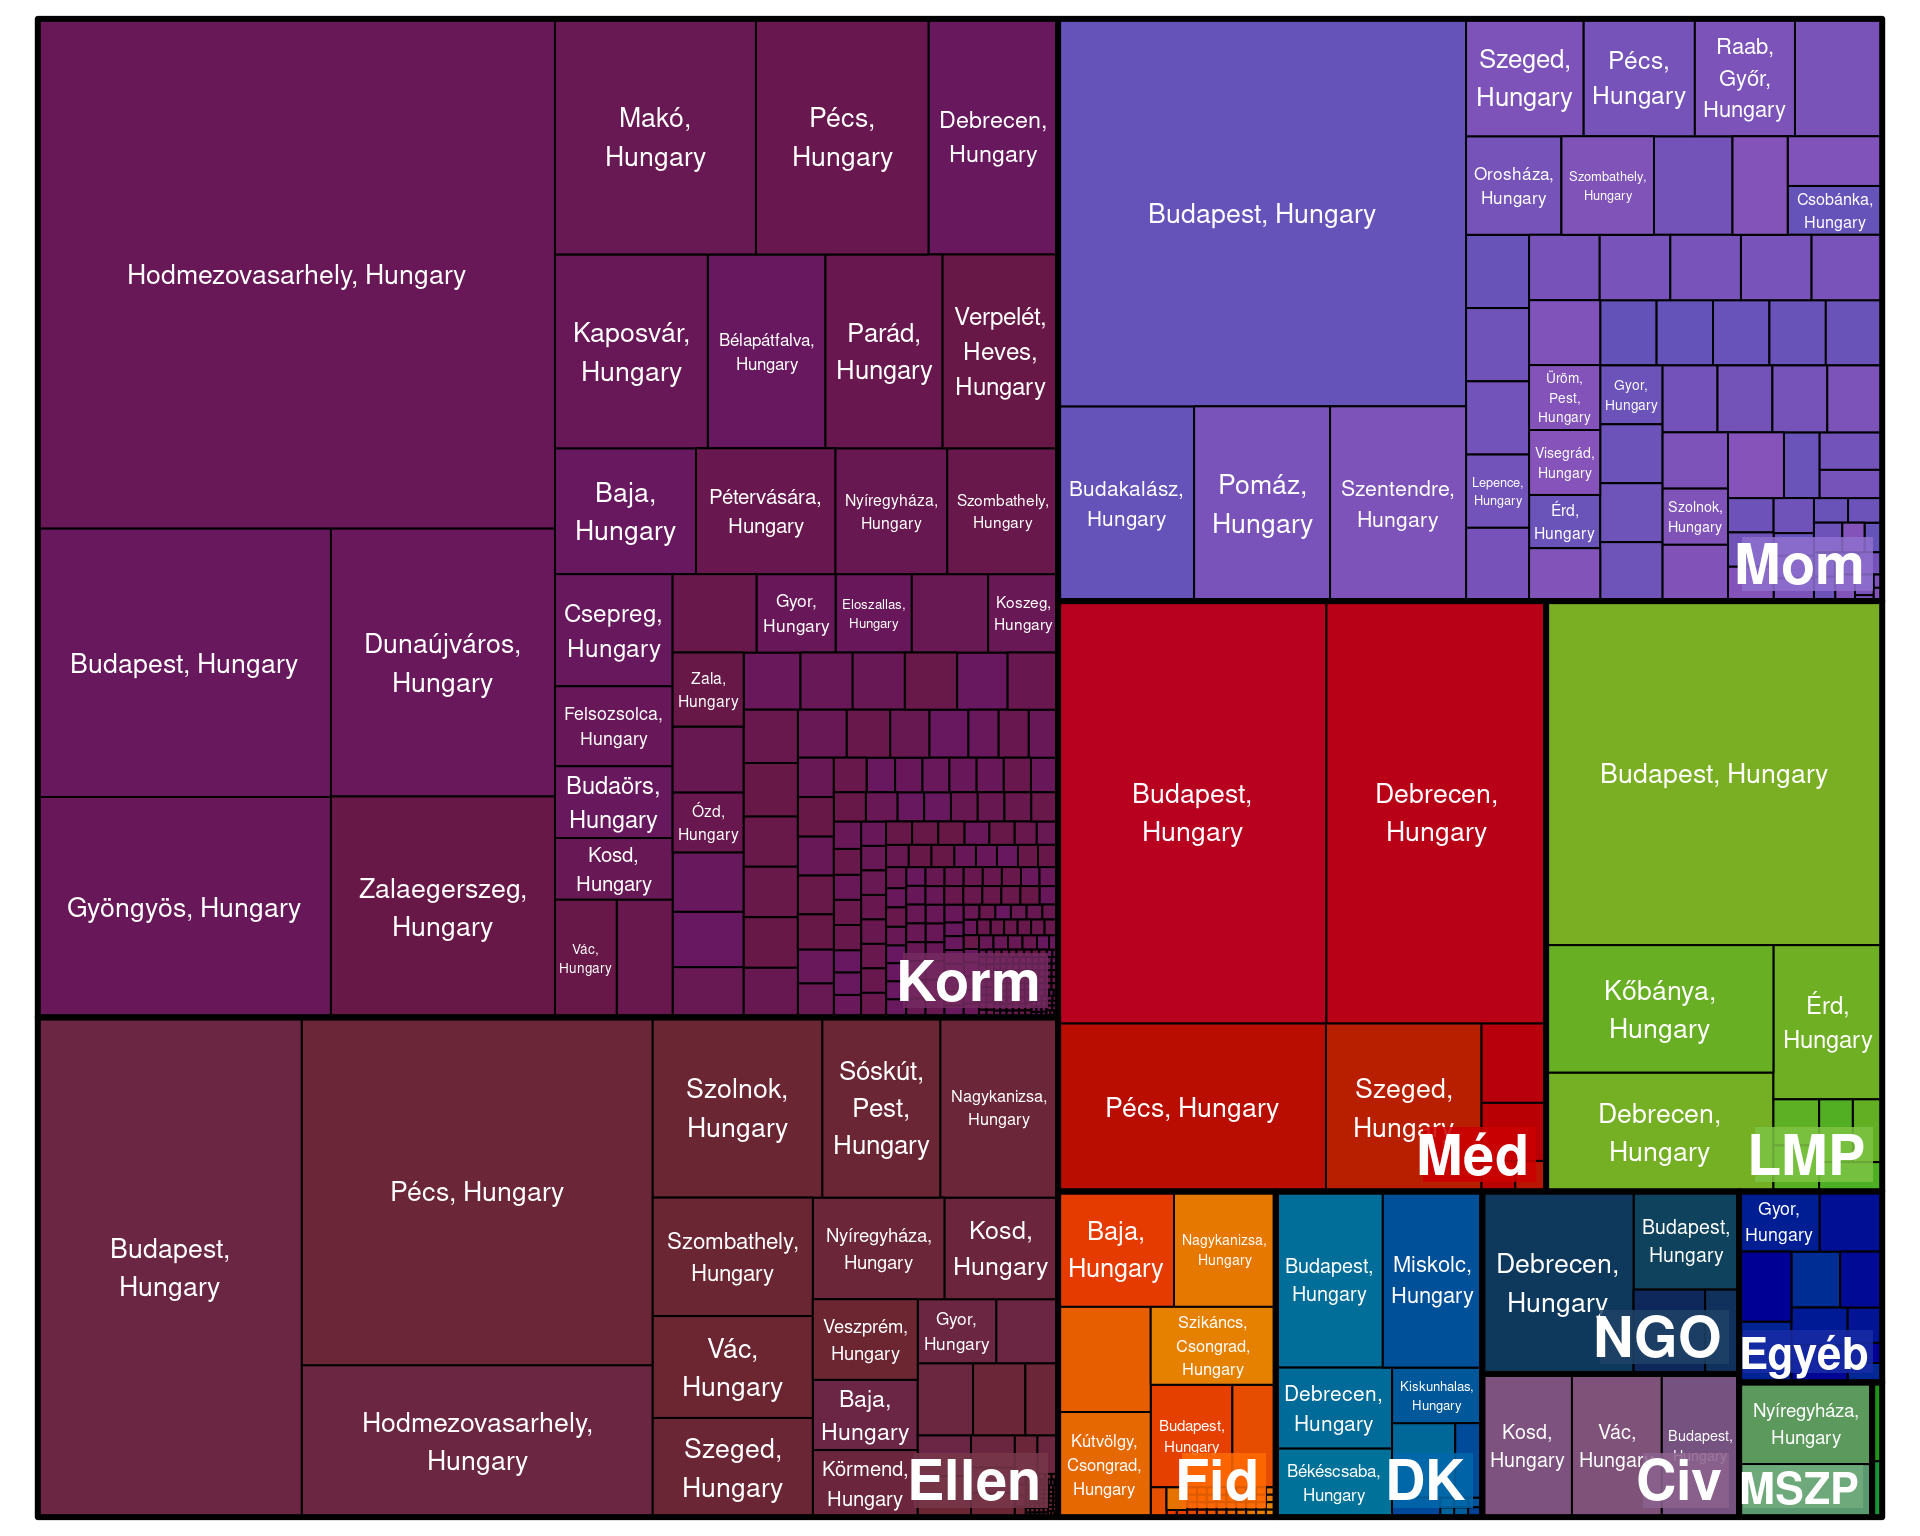 Hodmezovasarhely, Hungary
Makó,
Hungary
Pécs,
Hungary
Debrecen,
Hungary
Kaposvár,
Hungary
Bélapátfalva,
Hungary
Parád,
Hungary
Verpelét,
Heves,
Hungary
Baja,
Hungary
Pétervására,
Hungary
Nyíregyháza,
Hungary
Szombathely,
Hungary
Budapest, Hungary
Dunaújváros,
Hungary
Gyöngyös, Hungary
Zalaegerszeg,
Hungary
Csepreg,
Hungary
Gyor,
Hungary
Eloszallas,
Hungary
Koszeg,
Hungary
Zala,
Hungary
Felsozsolca,
Hungary
Budaörs,
Hungary
Ózd,
Hungary
Kosd,
Hungary
Vác,
Hungary
Korm
Budapest, Hungary
Szeged,
Hungary
Pécs,
Hungary
Raab,
Győr,
Hungary
Orosháza,
Hungary
Szombathely,
Hungary
Csobánka,
Hungary
Budakalász,
Hungary
Pomáz,
Hungary
Szentendre,
Hungary
Üröm,
Pest,
Hungary
Gyor,
Hungary
Visegrád,
Hungary
Lepence,
Hungary
Érd,
Hungary
Szolnok,
Hungary
Mom
Budapest,
Hungary
Debrecen,
Hungary
Pécs, Hungary
Szeged,
Hungary
Méd
Budapest, Hungary
Kőbánya,
Hungary
Érd,
Hungary
Debrecen,
Hungary
LMP
Budapest,
Hungary
Pécs, Hungary
Hodmezovasarhely,
Hungary
Szolnok,
Hungary
Sóskút,
Pest,
Hungary
Nagykanizsa,
Hungary
Szombathely,
Hungary
Nyíregyháza,
Hungary
Kosd,
Hungary
Vác,
Hungary
Veszprém,
Hungary
Gyor,
Hungary
Baja,
Hungary
Szeged,
Hungary
Körmend,
Hungary
Ellen
Baja,
Hungary
Nagykanizsa,
Hungary
Szikáncs,
Csongrad,
Hungary
Kútvölgy,
Csongrad,
Hungary
Budapest,
Hungary
Fid
Budapest,
Hungary
Miskolc,
Hungary
Debrecen,
Hungary
Kiskunhalas,
Hungary
Békéscsaba,
Hungary
DK
Debrecen,
Hungary
Budapest,
Hungary
NGO
Gyor,
Hungary
Egyéb
Kosd,
Hungary
Vác,
Hungary
Budapest,
Hungary
Civ
Nyíregyháza,
Hungary
MSZP